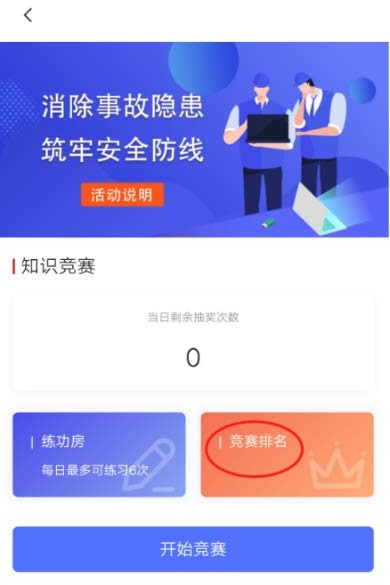 消除事故隐患
筑牢安全防线
活动说明
知识竞赛
当日剩余抽奖次数
0
练功房
每日最多可练习6次
竞赛排名
开始竞赛